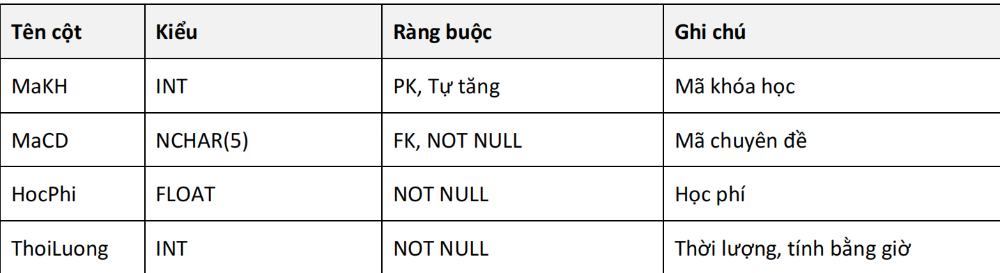 Tên cột Kiểu Ràng buộc Ghi chú
MaKH INT PK, Tự tăng Mã khóa học
MaCD NCHAR(5) FK, NOT NULL Mã chuyên đề
HocPhi FLOAT NOT NULL Học phí
ThoiLuong INT NOT NULL Thời lượng, tính bằng giờ